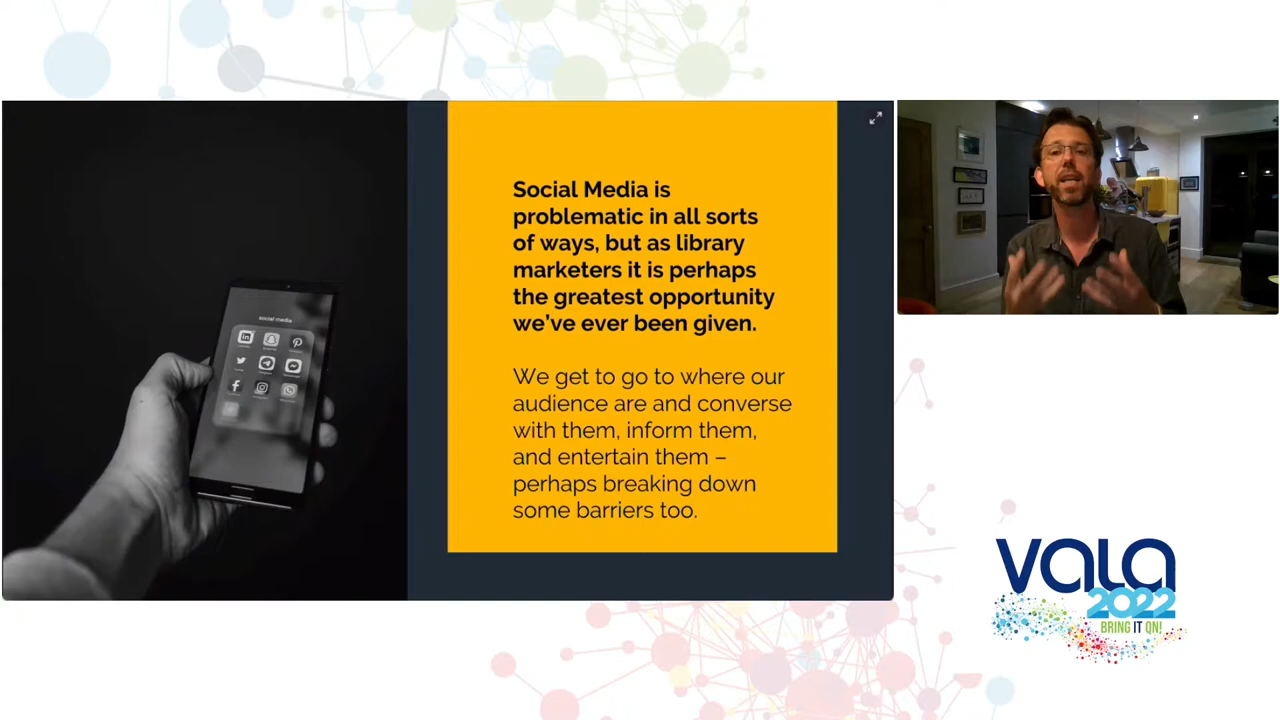 social media
Social Media is
problematic in all sorts
of ways, but as library
marketers it is perhaps
the greatest opportunity
we've ever been given.
We get to go to where our
audience are and converse
with them, inform them,
and entertain them –
perhaps breaking down
some barriers too.
VALA
2022
BRING IT ON!